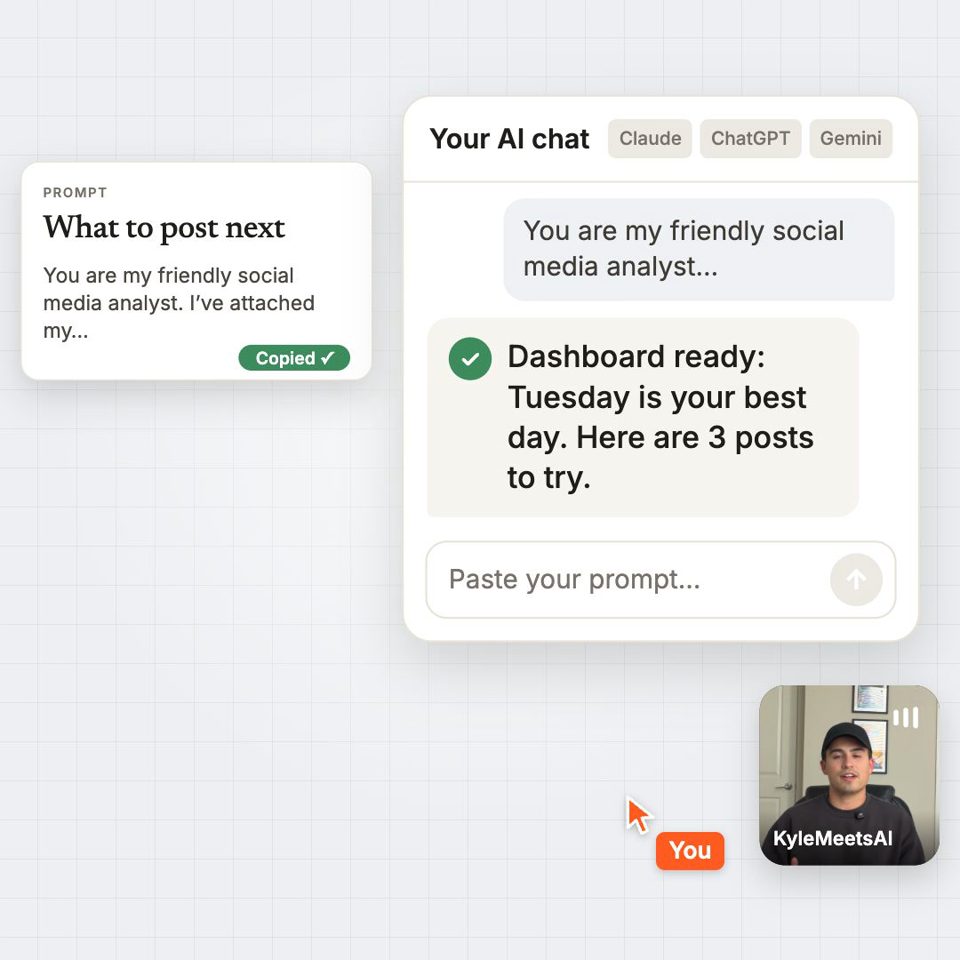 PROMPT
What to post next
You are my friendly social
media analyst. I’ve attached
my...
Copied ✓
Your AI chat
Claude
ChatGPT
Gemini
You are my friendly social
media analyst...
Dashboard ready:
Tuesday is your best
day. Here are 3 posts
to try.
Paste your prompt...
KyleMeetsAI
You